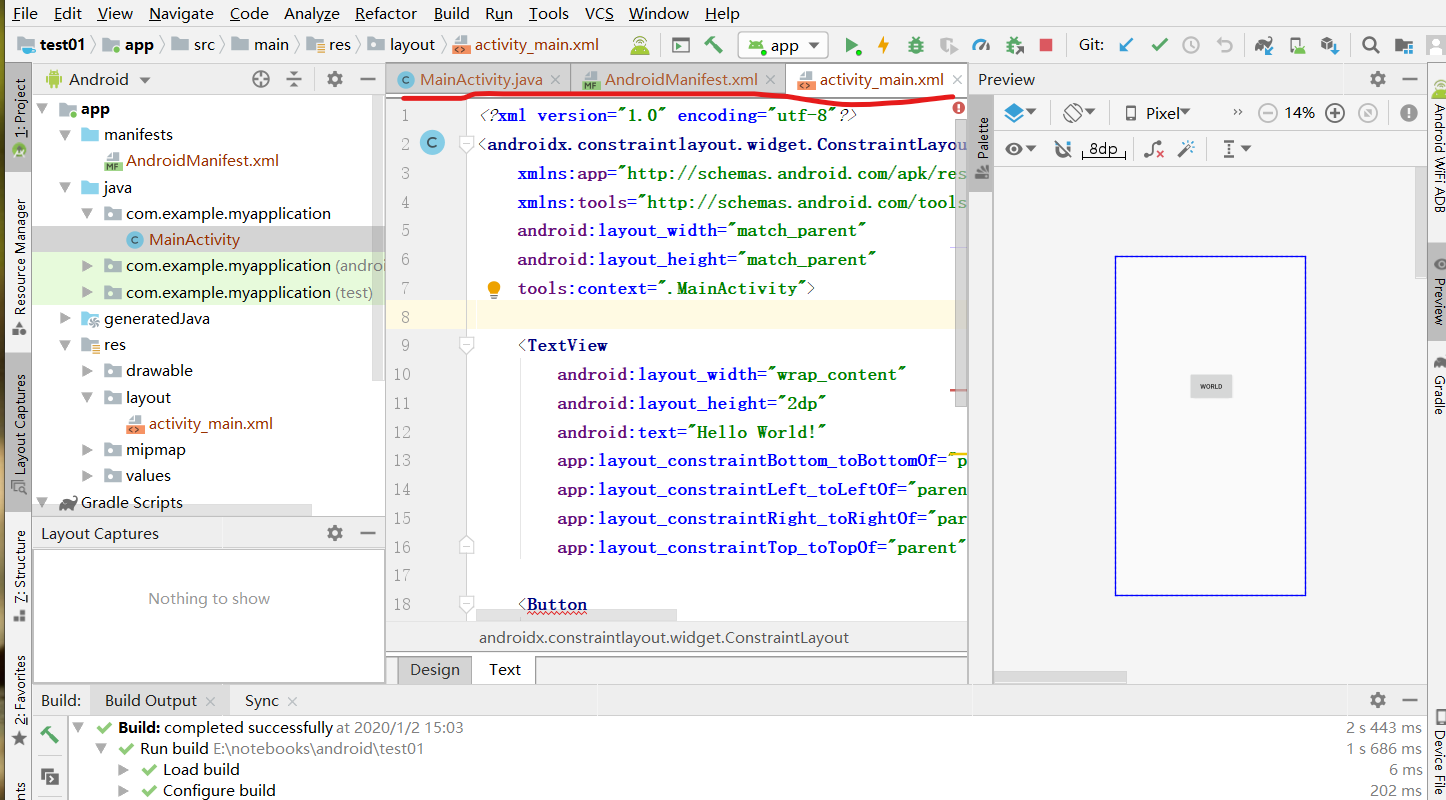 File Edit View Navigate Code Analyze Refactor Build Run Tools VCS Window Help
test01 app src main res layout activity_main.xml app Git:
1: Project
Resource Manager
Layout Captures
Z: Structure
2: Favorites
Android
app
manifests
AndroidManifest.xml
java
com.example.myapplication
MainActivity
com.example.myapplication (androi
com.example.myapplication (test)
generatedJava
res
drawable
layout
activity_main.xml
mipmap
values
Gradle Scripts
Layout Captures
Nothing to show
MainActivity.java AndroidManifest.xml activity_main.xml
1 <?xml version="1.0" encoding="utf-8"?>
2 <androidx.constraintlayout.widget.ConstraintLayou
3 xmlns:app="http://schemas.android.com/apk/res
4 xmlns:tools="http://schemas.android.com/tools
5 android:layout_width="match_parent"
6 android:layout_height="match_parent"
7 tools:context=".MainActivity">
8
9 <TextView
10 android:layout_width="wrap_content"
11 android:layout_height="2dp"
12 android:text="Hello World!"
13 app:layout_constraintBottom_toBottomOf="p
14 app:layout_constraintLeft_toLeftOf="paren
15 app:layout_constraintRight_toRightOf="par
16 app:layout_constraintTop_toTopOf="parent"
17
18 <Button
androidx.constraintlayout.widget.ConstraintLayout
Design Text
Preview
Palette
Pixel 14%
8dp
WORLD
Android WiFi ADB
Preview
Gradle
Device File
Build: Build Output Sync
Build: completed successfully at 2020/1/2 15:03 2 s 443 ms
Run build E:\notebooks\android\test01 1 s 686 ms
Load build 6 ms
Configure build 202 ms